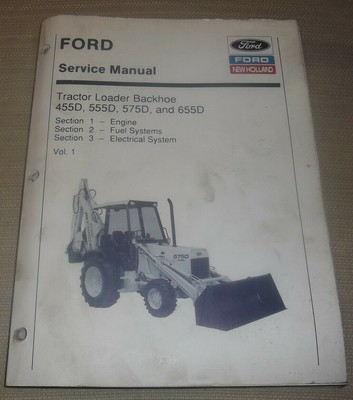 FORD
Service Manual
Ford
FORD
NEW HOLLAND
Tractor Loader Backhoe
455D, 555D, 575D, and 655D
Section 1 – Engine
Section 2 – Fuel Systems
Section 3 – Electrical System
Vol. 1
575D